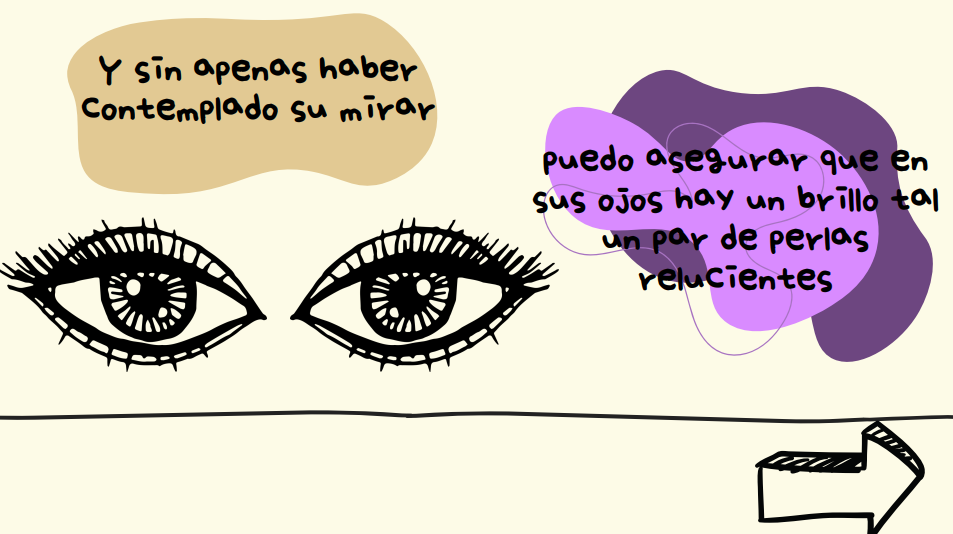 Y sin apenas haber
Contemplado su mirar
puedo asegurar que en
sus ojos hay un brillo tal
un par de perlas
relucientes